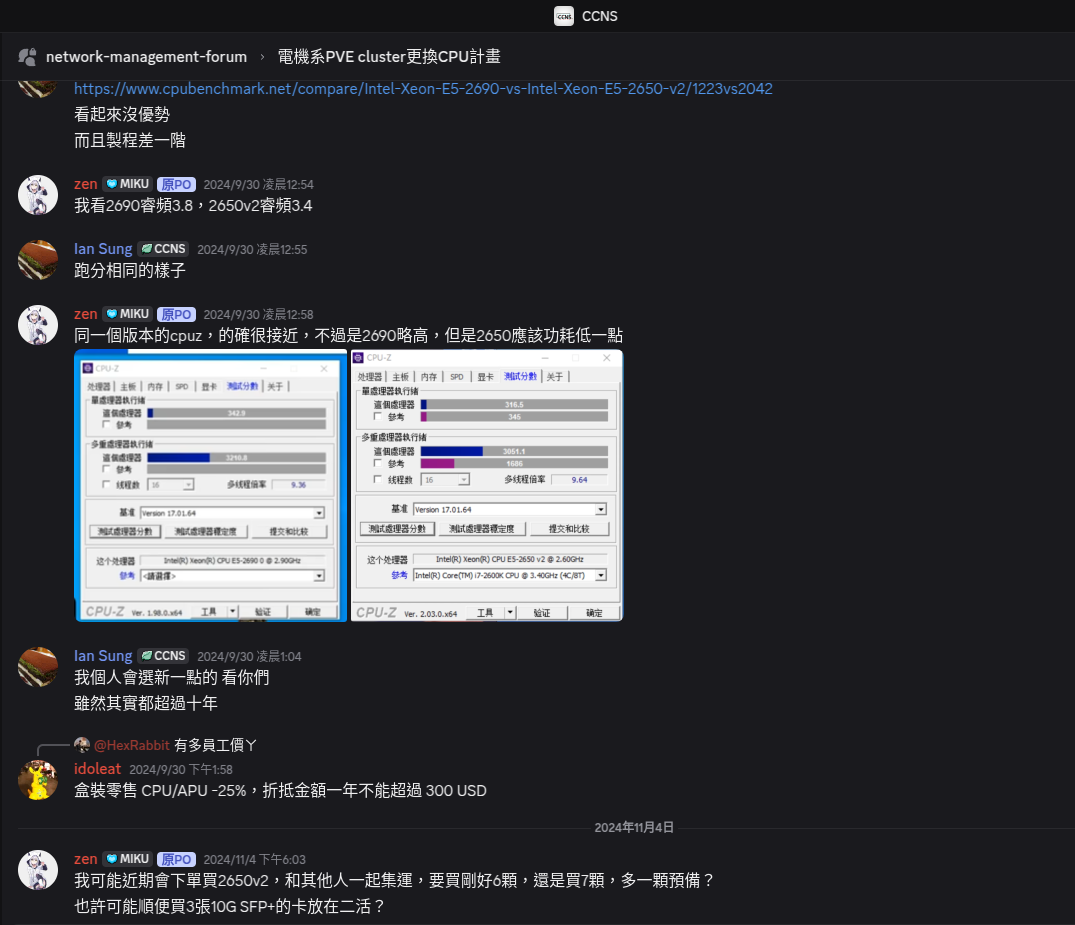 CCNS
network-management-forum › 電機系PVE cluster更換CPU計畫
https://www.cpubenchmark.net/compare/Intel-Xeon-E5-2690-vs-Intel-Xeon-E5-2650-v2/1223vs2042
看起來沒優勢
而且製程差一階
zen MIKU 原PO 2024/9/30 凌晨12:54
我看2690睿頻3.8，2650v2睿頻3.4
Ian Sung CCNS 2024/9/30 凌晨12:55
跑分相同的樣子
zen MIKU 原PO 2024/9/30 凌晨12:58
同一個版本的cpuz，的確很接近，不過是2690略高，但是2650應該功耗低一點
CPU-Z
处理器 主板 内存 SPD 显卡 測試分數 关于
單處理器執行緒
這個處理器 342.9
參考
多重處理器執行緒
這個處理器 3210.8
參考
线程数 16 多线程倍率 9.36
基准 Version 17.01.64
測試處理器分數 測試處理器穩定度 提交和比较
这个处理器 Intel(R) Xeon(R) CPU E5-2690 0 @ 2.90GHz
參考 <請選擇>
CPU-Z Ver. 1.98.0.x64 工具 验证 确定
CPU-Z
处理器 主板 内存 SPD 显卡 測試分數 关于
單處理器執行緒
這個處理器 316.5
參考 345
多重處理器執行緒
這個處理器 3051.1
參考 1686
线程数 16 多线程倍率 9.64
基准 Version 17.01.64
測試處理器分數 測試處理器穩定度 提交和比较
这个处理器 Intel(R) Xeon(R) CPU E5-2650 v2 @ 2.60GHz
參考 Intel(R) Core(TM) i7-2600K CPU @ 3.40GHz (4C/8T)
CPU-Z Ver. 2.03.0.x64 工具 验证 确定
Ian Sung CCNS 2024/9/30 凌晨1:04
我個人會選新一點的 看你們
雖然其實都超過十年
@HexRabbit 有多員工價ㄚ
idoleat 2024/9/30 下午1:58
盒裝零售 CPU/APU -25%，折抵金額一年不能超過 300 USD
2024年11月4日
zen MIKU 原PO 2024/11/4 下午6:03
我可能近期會下單買2650v2，和其他人一起集運，要買剛好6顆，還是買7顆，多一顆預備？
也許可能順便買3張10G SFP+的卡放在二活？